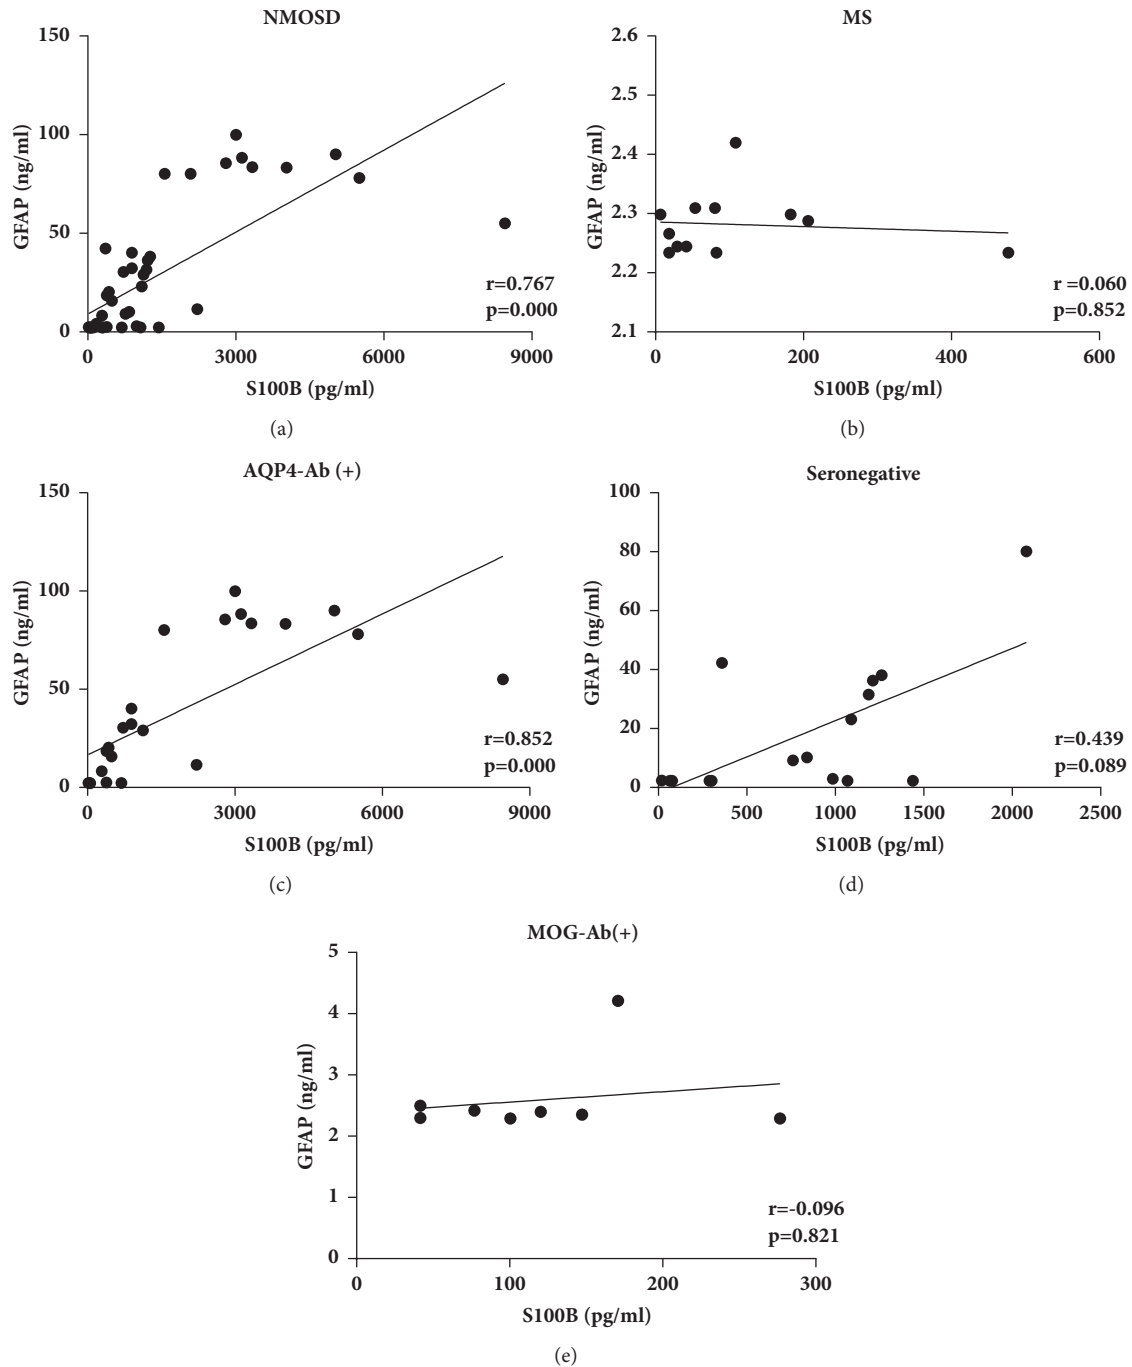 NMOSD
150
100
50
0
GFAP (ng/ml)
r=0.767
p=0.000
0 3000 6000 9000
S100B (pg/ml)
(a)
MS
2.6
2.5
2.4
2.3
2.2
2.1
GFAP (ng/ml)
r =0.060
p=0.852
0 200 400 600
S100B (pg/ml)
(b)
AQP4-Ab (+)
150
100
50
0
GFAP (ng/ml)
r=0.852
p=0.000
0 3000 6000 9000
S100B (pg/ml)
(c)
Seronegative
100
80
60
40
20
0
GFAP (ng/ml)
r=0.439
p=0.089
0 500 1000 1500 2000 2500
S100B (pg/ml)
(d)
MOG-Ab(+)
5
4
3
2
1
0
GFAP (ng/ml)
r=-0.096
p=0.821
0 100 200 300
S100B (pg/ml)
(e)